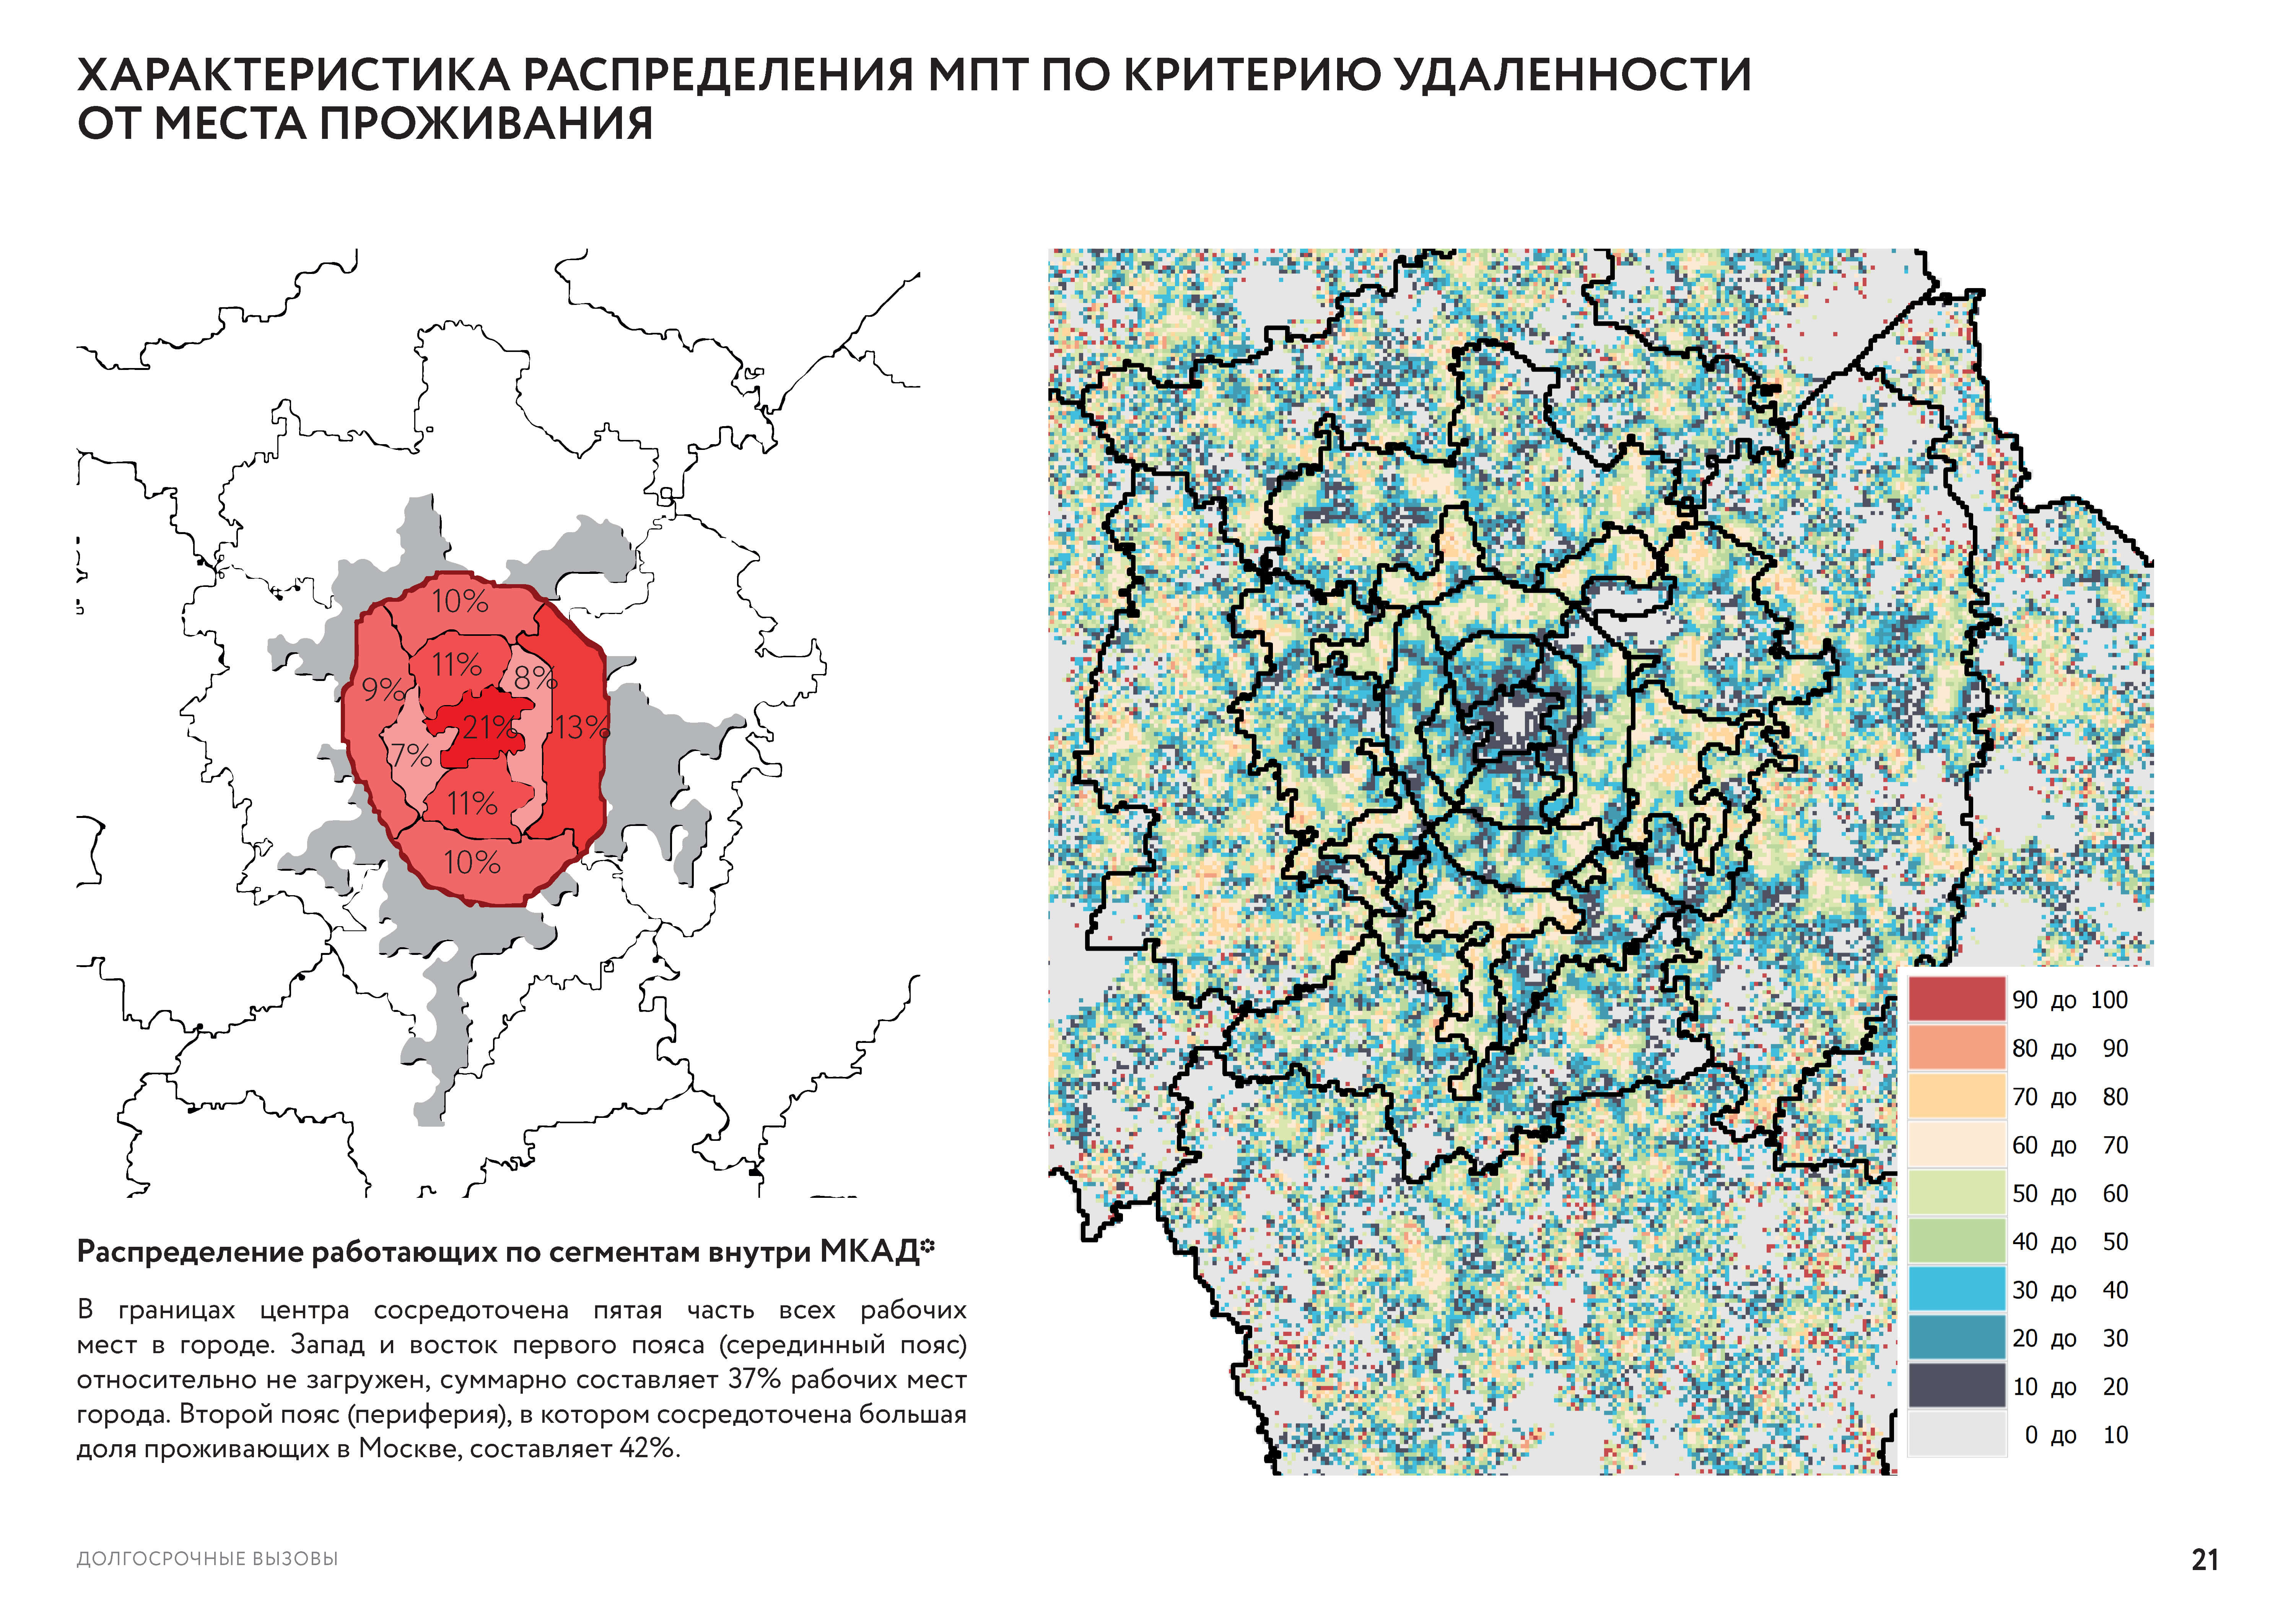 ХАРАКТЕРИСТИКА РАСПРЕДЕЛЕНИЯ МПТ ПО КРИТЕРИЮ УДАЛЕННОСТИ
ОТ МЕСТА ПРОЖИВАНИЯ
10%
11%
8%
9%
21%
13%
7%
11%
10%
Распределение работающих по сегментам внутри МКАД*
В границах центра сосредоточена пятая часть всех рабочих
мест в городе. Запад и восток первого пояса (серединный пояс)
относительно не загружен, суммарно составляет 37% рабочих мест
города. Второй пояс (периферия), в котором сосредоточена большая
доля проживающих в Москве, составляет 42%.
90 до 100
80 до 90
70 до 80
60 до 70
50 до 60
40 до 50
30 до 40
20 до 30
10 до 20
0 до 10
ДОЛГОСРОЧНЫЕ ВЫЗОВЫ
21